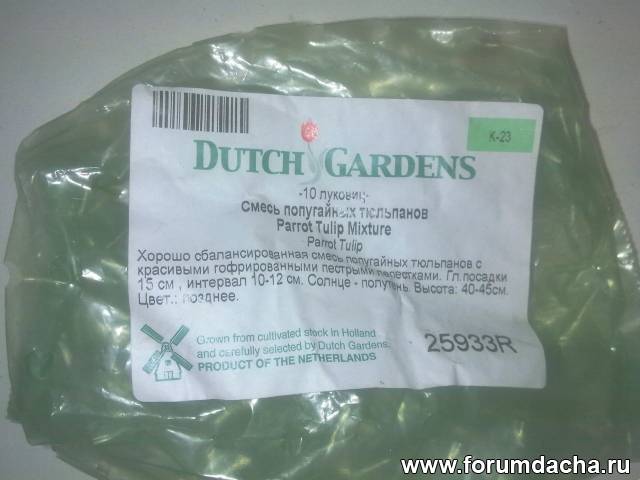 K-23
DUTCH GARDENS
-10 луковиц-
Смесь попугайных тюльпанов
Parrot Tulip Mixture
Parrot Tulip
Хорошо сбалансированная смесь попугайных тюльпанов с
красивыми гофрированными пестрыми лепестками. Гл.посадки
15 см , интервал 10-12 см. Солнце - полутень. Высота: 40-45см.
Цвет.: позднее.
Grown from cultivated stock in Holland
and carefully selected by Dutch Gardens.
PRODUCT OF THE NETHERLANDS
25933R
www.forumdacha.ru